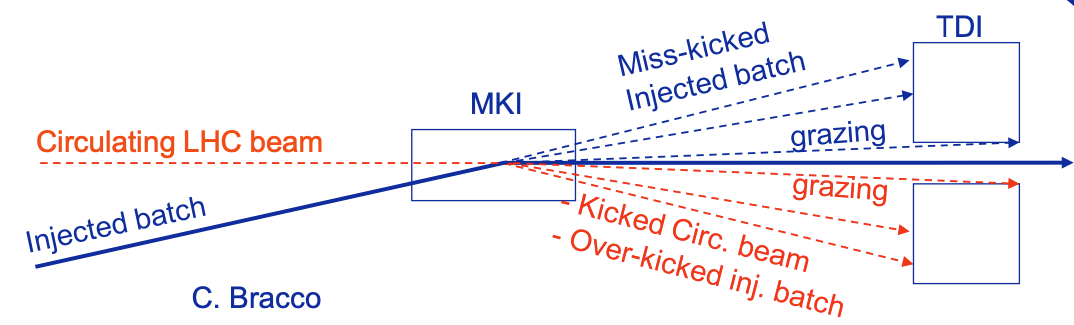 TDI
Miss-kicked
Injected batch
MKI
Circulating LHC beam
grazing
grazing
Injected batch
- Kicked Circ. beam
- Over-kicked inj. batch
C. Bracco